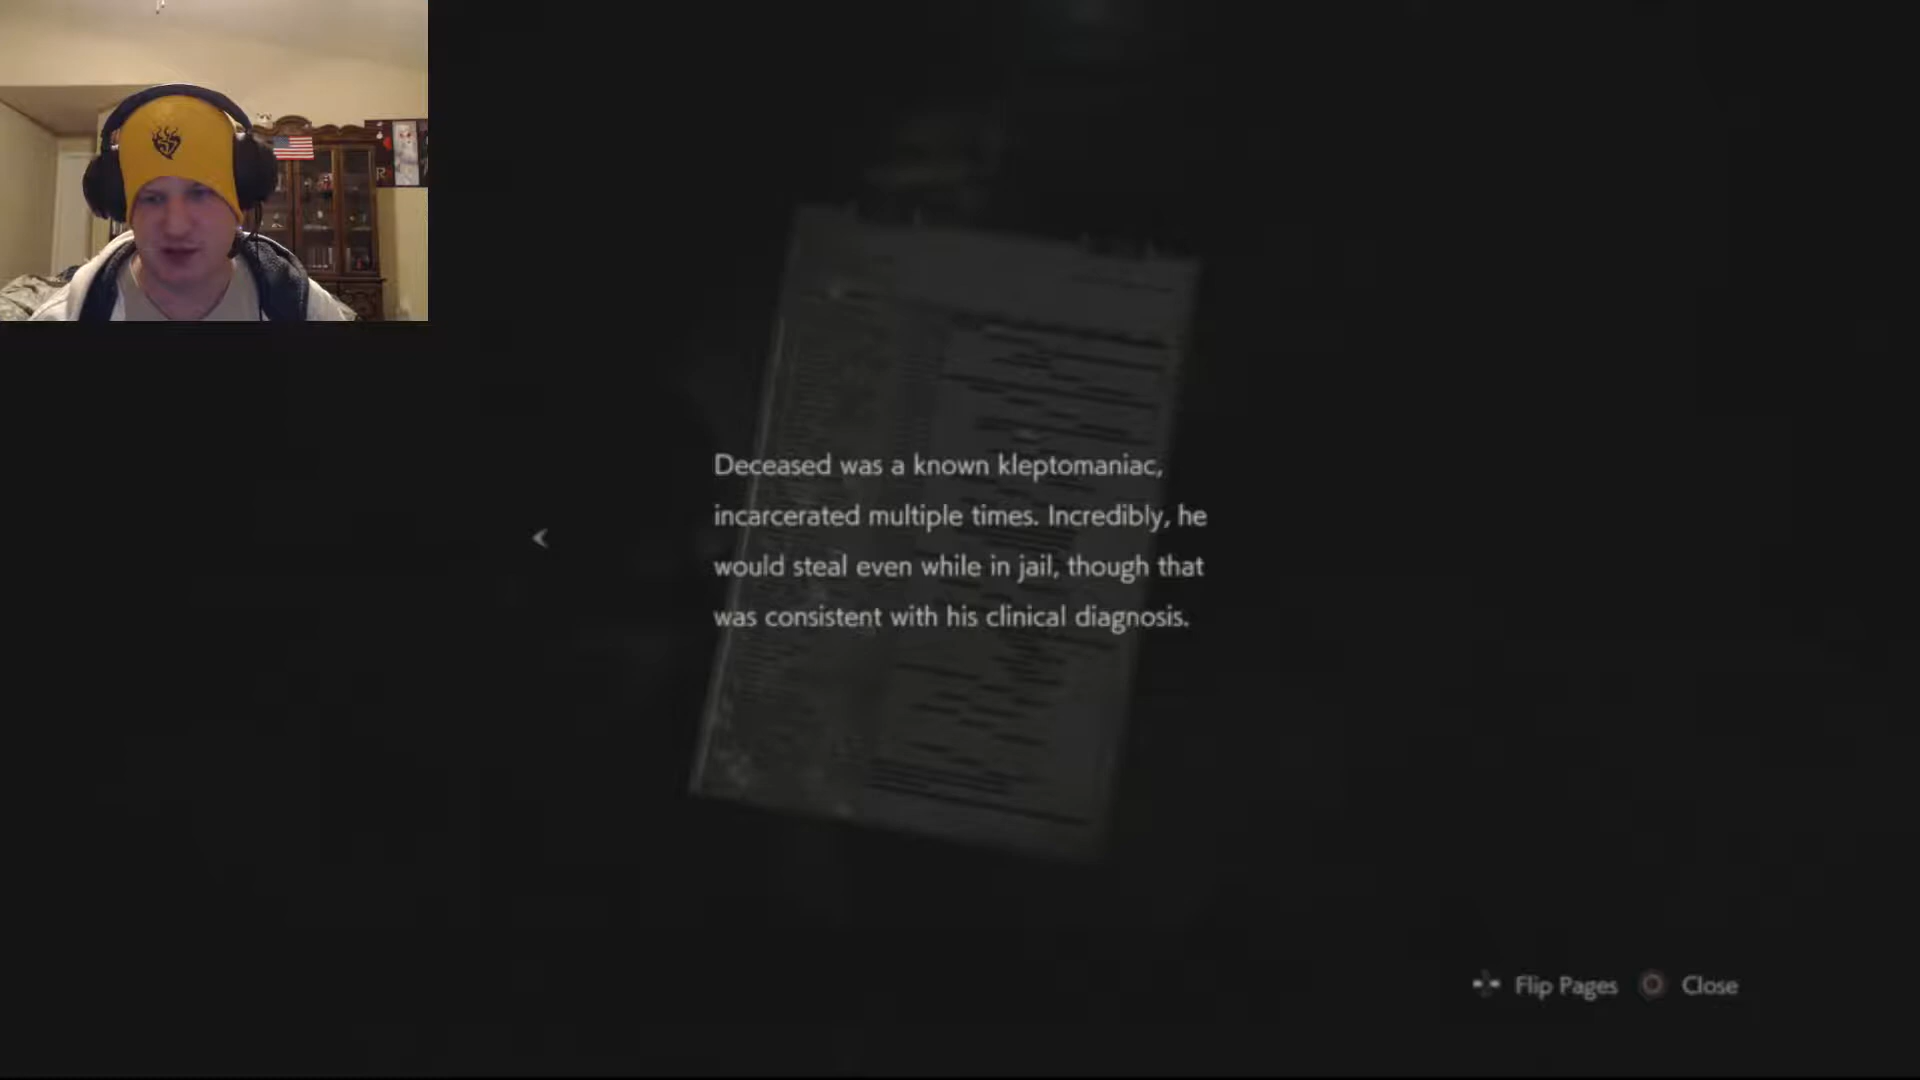 Deceased was a known kleptomaniac,
incarcerated multiple times. Incredibly, he
would steal even while in jail, though that
was consistent with his clinical diagnosis.
Flip Pages
Close